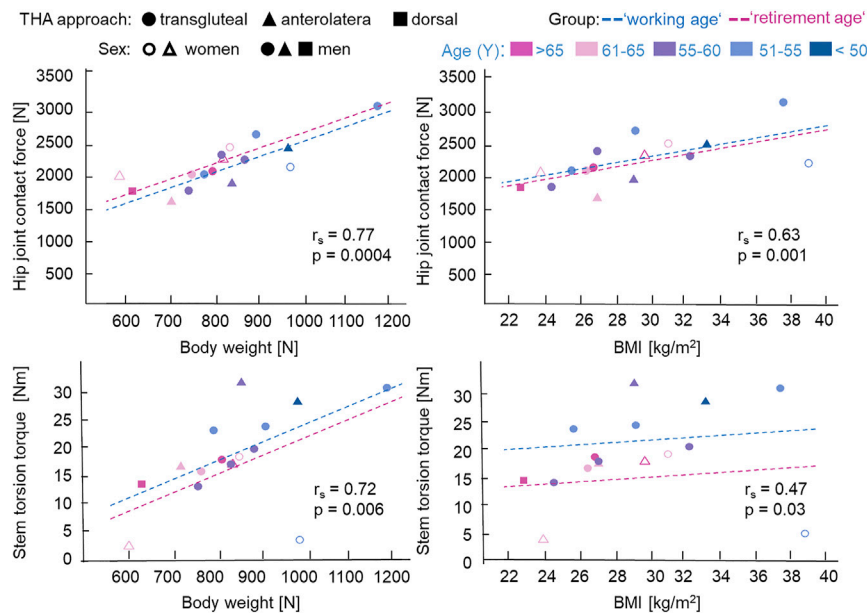 THA approach: transgluteal anterolatera dorsal Group: 'working age' 'retirement age'
Sex: women men Age (Y): >65 61-65 55-60 51-55 < 50
Hip joint contact force [N]
3500
3000
2500
2000
1500
1000
500
rs = 0.77
p = 0.0004
600 700 800 900 1000 1100 1200
Body weight [N]
Hip joint contact force [N]
3500
3000
2500
2000
1500
1000
500
rs = 0.63
p = 0.001
22 24 26 28 30 32 34 36 38 40
BMI [kg/m²]
Stem torsion torque [Nm]
30
25
20
15
10
5
0
rs = 0.72
p = 0.006
600 700 800 900 1000 1100 1200
Body weight [N]
Stem torsion torque [Nm]
30
25
20
15
10
5
0
rs = 0.47
p = 0.03
22 24 26 28 30 32 34 36 38 40
BMI [kg/m²]